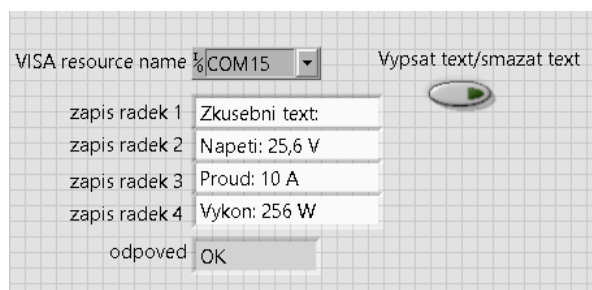 VISA resource name COM15 Vypsat text/smazat text
zapis radek 1 Zkusebni text:
zapis radek 2 Napeti: 25,6 V
zapis radek 3 Proud: 10 A
zapis radek 4 Vykon: 256 W
odpoved OK